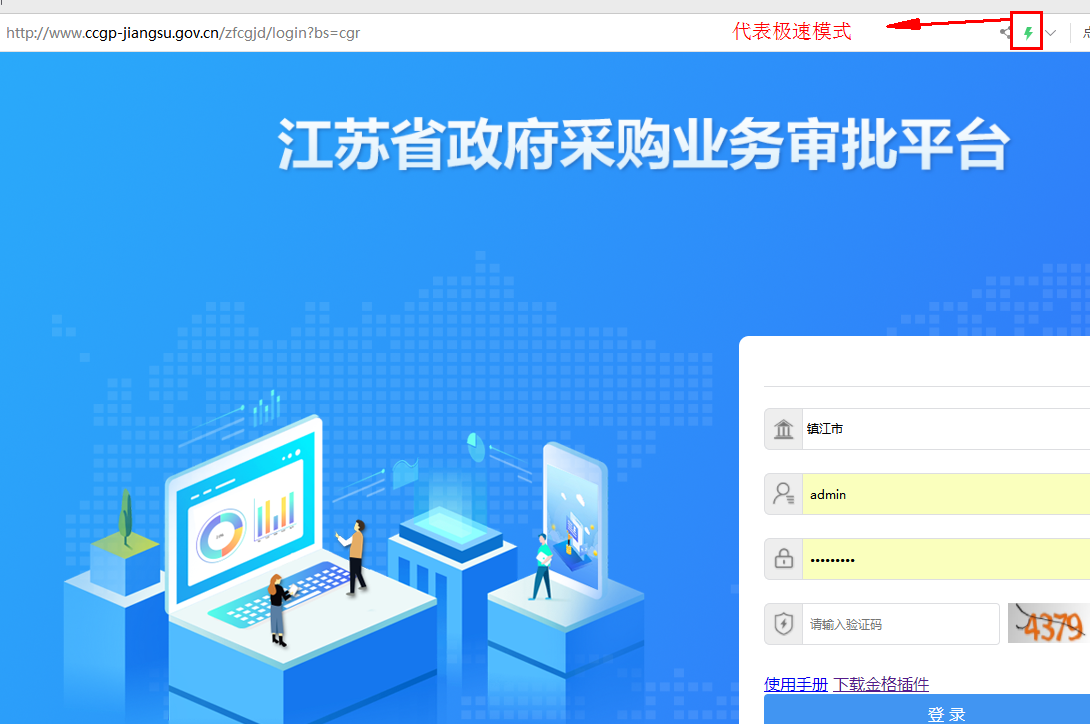 http://www.ccgp-jiangsu.gov.cn/zfcgjd/login?bs=cgr
代表极速模式
江苏省政府采购业务审批平台
镇江市
admin
•••••••••
请输入验证码
4379
使用手册 下载金格插件
登 录